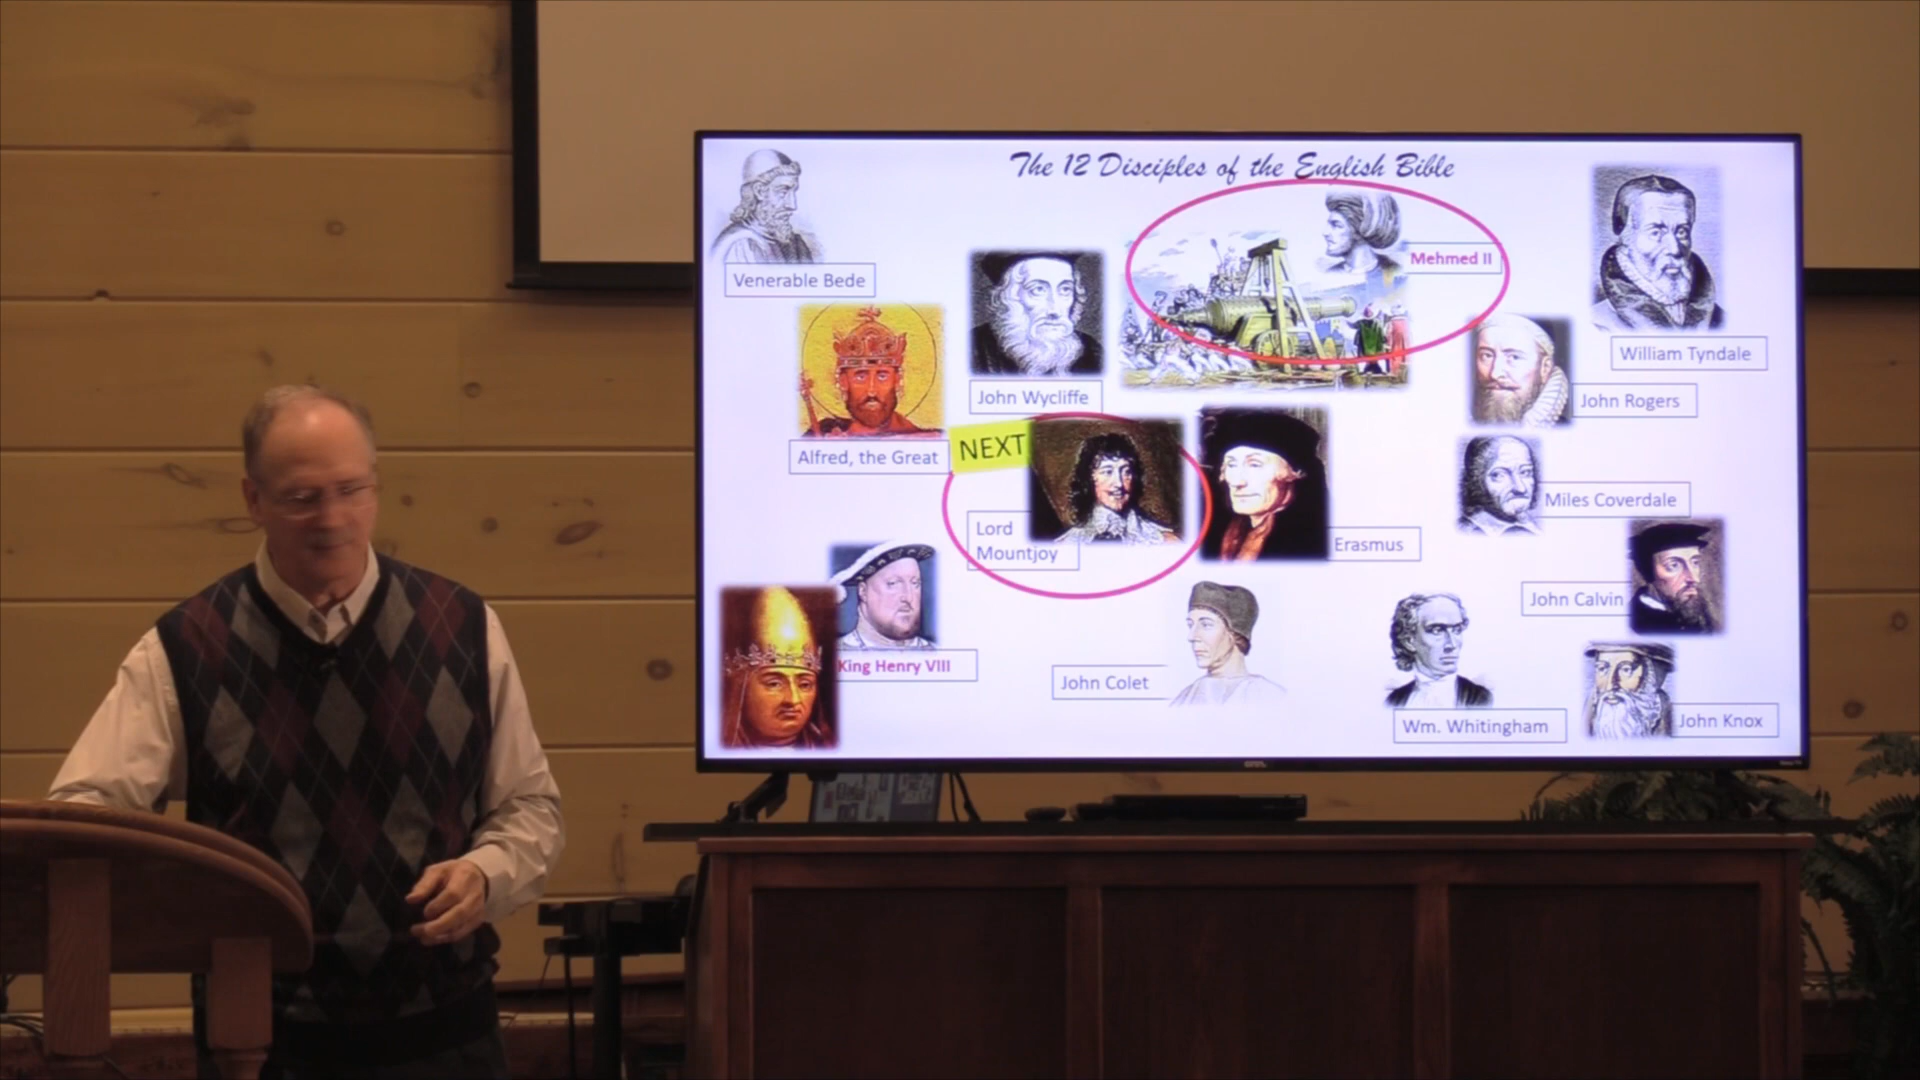 The 12 Disciples of the English Bible
Venerable Bede
Mehmed II
William Tyndale
John Wycliffe
John Rogers
Alfred, the Great
NEXT
Lord
Mountjoy
Erasmus
Miles Coverdale
John Calvin
King Henry VIII
John Colet
Wm. Whitingham
John Knox